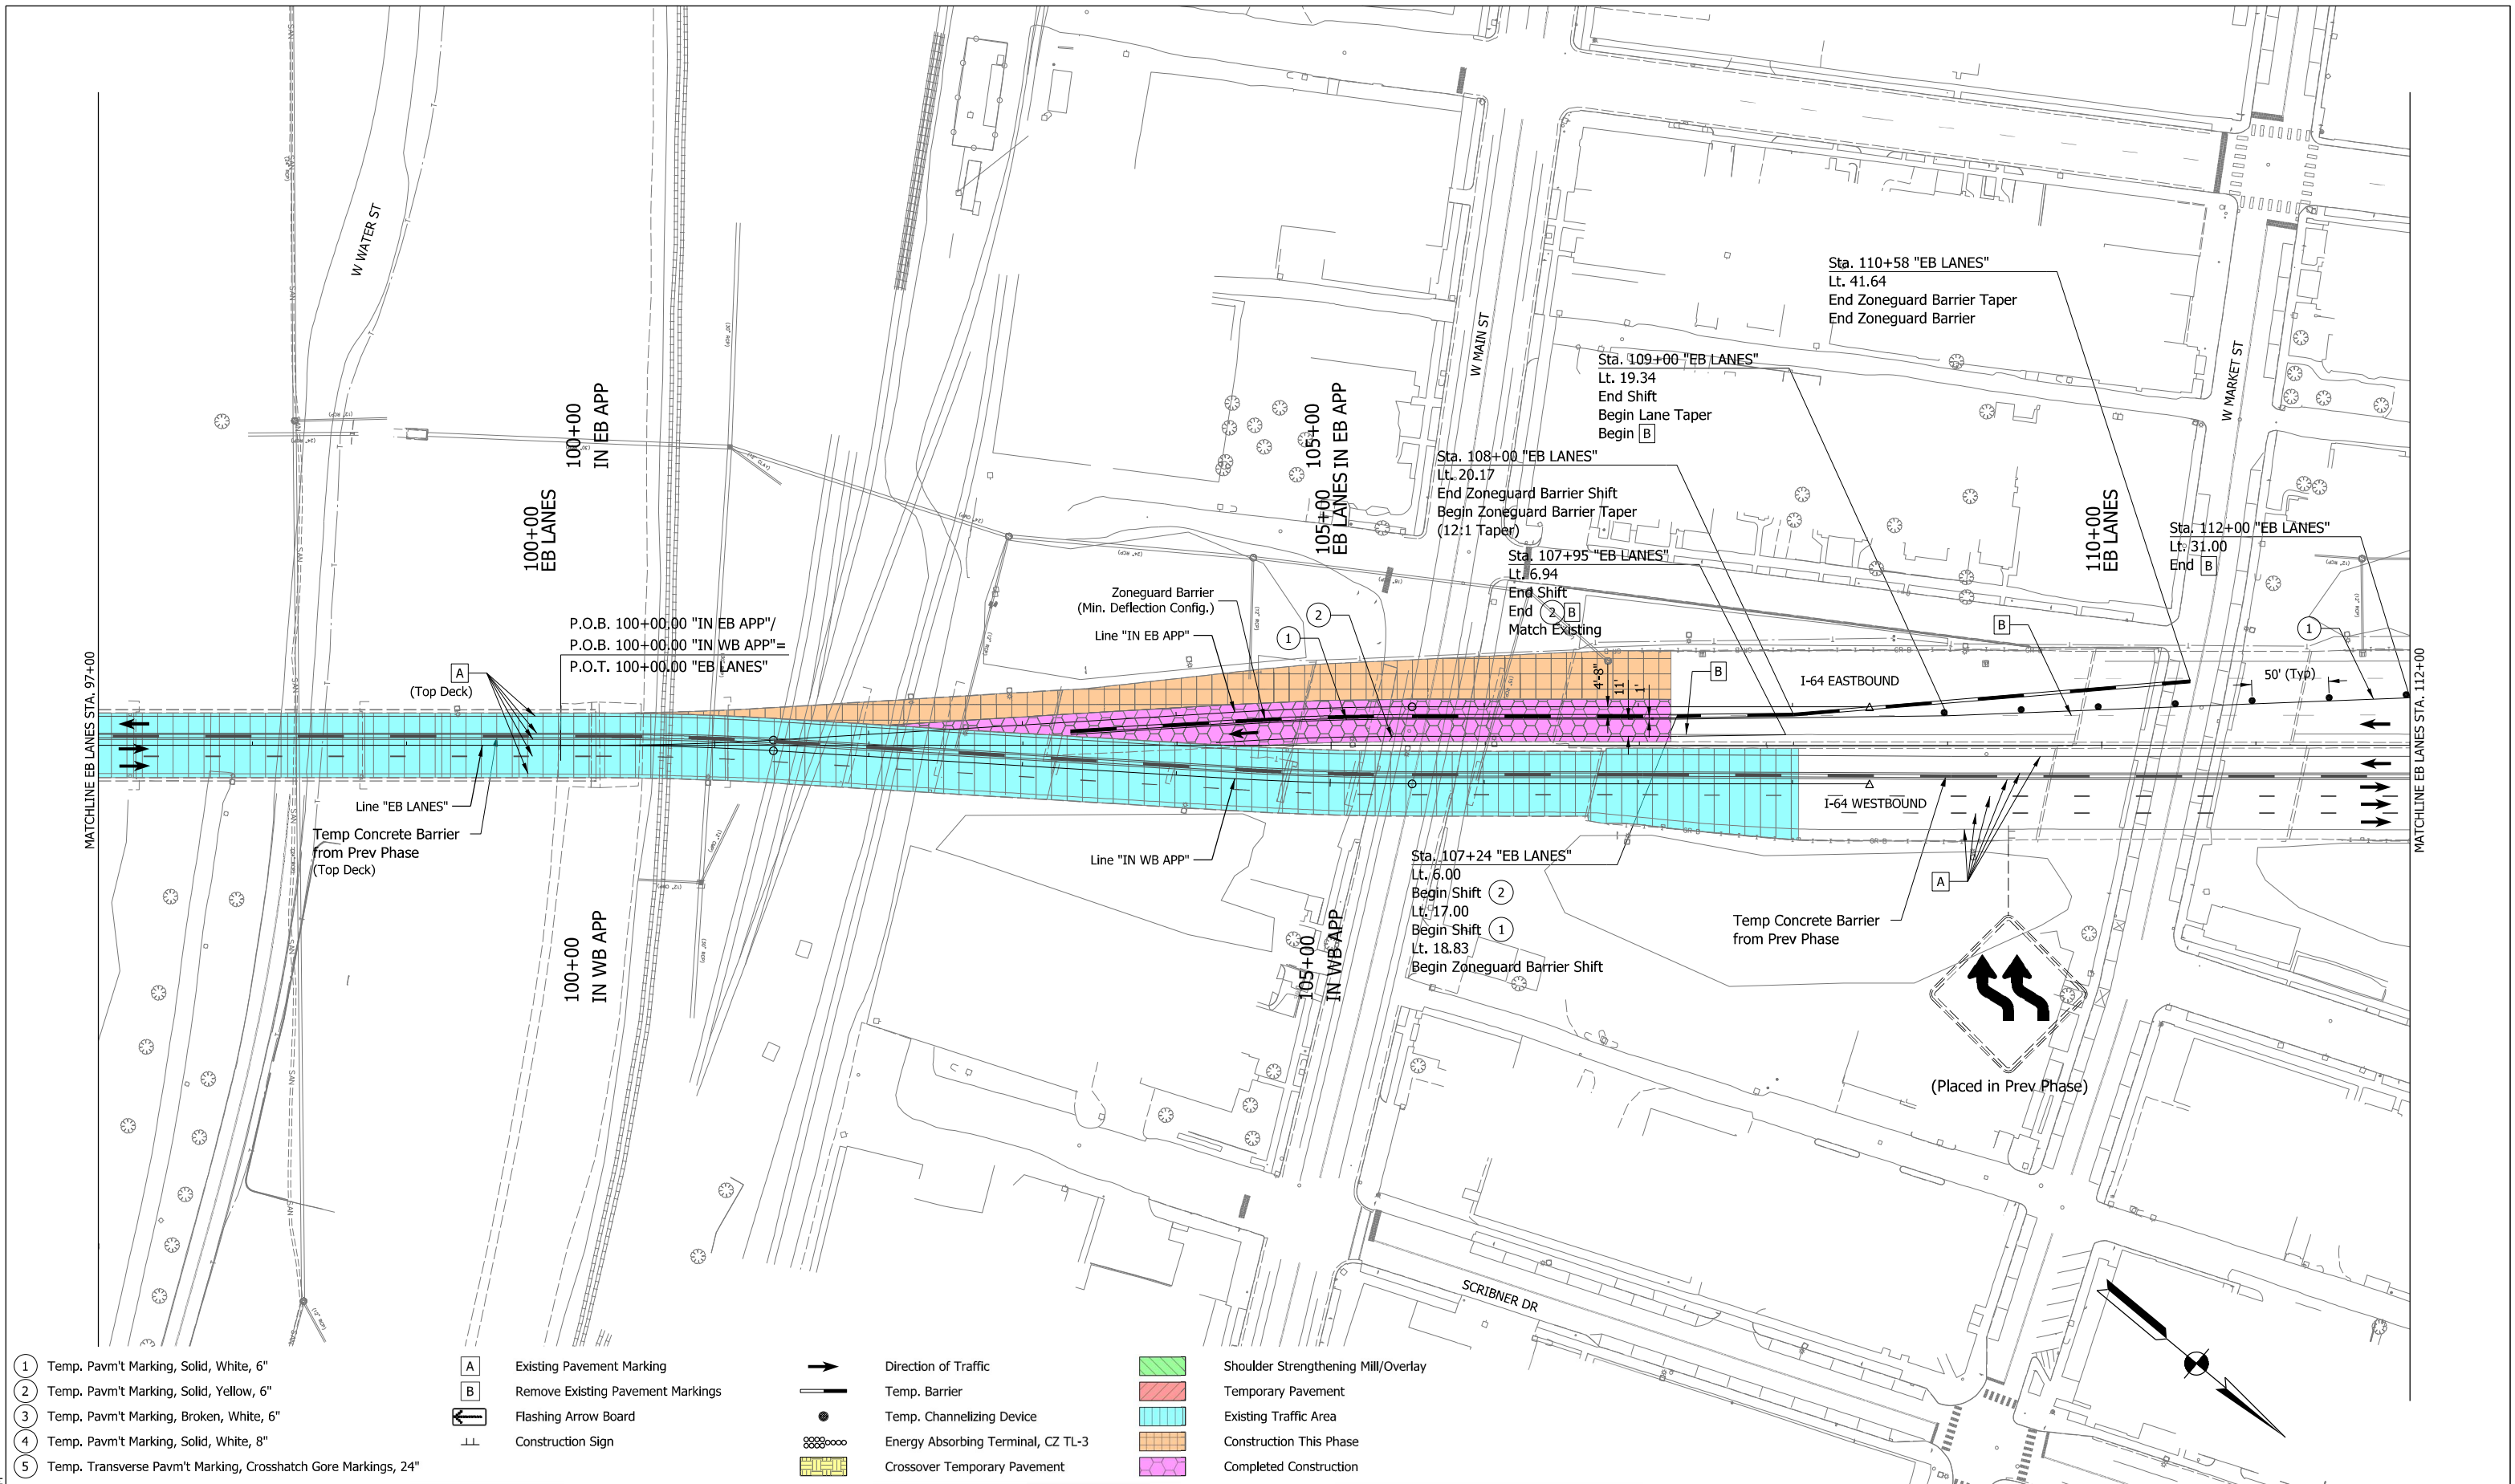 W WATER ST
100+00
IN EB APP
100+00
EB LANES
105+00
IN EB APP
105+00
EB LANES
W MAIN ST
Sta. 110+58 "EB LANES"
Lt. 41.64
End Zoneguard Barrier Taper
End Zoneguard Barrier
Sta. 109+00 "EB LANES"
Lt. 19.34
End Shift
Begin Lane Taper
Begin B
W MARKET ST
Sta. 108+00 "EB LANES"
Lt. 20.17
End Zoneguard Barrier Shift
Begin Zoneguard Barrier Taper
(12:1 Taper)
Sta. 107+95 "EB LANES"
Lt. 6.94
End Shift
End 2 B
Match Existing
110+00
EB LANES
Sta. 112+00 "EB LANES"
Lt. 31.00
End B
P.O.B. 100+00.00 "IN EB APP"/
P.O.B. 100+00.00 "IN WB APP"=
P.O.T. 100+00.00 "EB LANES"
Zoneguard Barrier
(Min. Deflection Config.)
Line "IN EB APP"
1
2
B
1
B
A
(Top Deck)
4'-8"
11'
1'
I-64 EASTBOUND
50' (Typ)
MATCHLINE EB LANES STA. 97+00
MATCHLINE EB LANES STA. 112+00
Line "EB LANES"
Temp Concrete Barrier
from Prev Phase
(Top Deck)
I-64 WESTBOUND
Line "IN WB APP"
Sta. 107+24 "EB LANES"
Lt. 6.00
Begin Shift 2
Lt. 17.00
Begin Shift 1
Lt. 18.83
Begin Zoneguard Barrier Shift
A
Temp Concrete Barrier
from Prev Phase
100+00
IN WB APP
105+00
IN WB APP
(Placed in Prev Phase)
SCRIBNER DR
1 Temp. Pavm't Marking, Solid, White, 6"
2 Temp. Pavm't Marking, Solid, Yellow, 6"
3 Temp. Pavm't Marking, Broken, White, 6"
4 Temp. Pavm't Marking, Solid, White, 8"
5 Temp. Transverse Pavm't Marking, Crosshatch Gore Markings, 24"
A Existing Pavement Marking
B Remove Existing Pavement Markings
Flashing Arrow Board
Construction Sign
Direction of Traffic
Temp. Barrier
Temp. Channelizing Device
Energy Absorbing Terminal, CZ TL-3
Crossover Temporary Pavement
Shoulder Strengthening Mill/Overlay
Temporary Pavement
Existing Traffic Area
Construction This Phase
Completed Construction